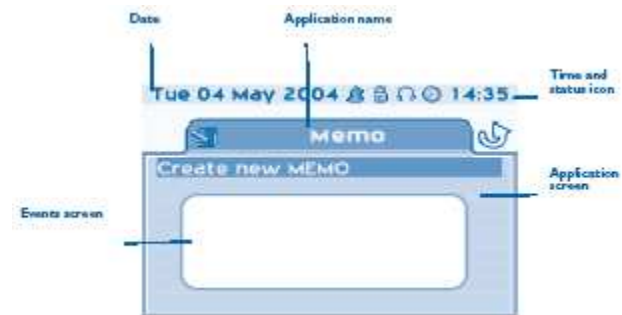 Date
Application name
Time and
status icon
Tue 04 May 2004 14:35
Memo
Create new MEMO
Application
screen
Events screen